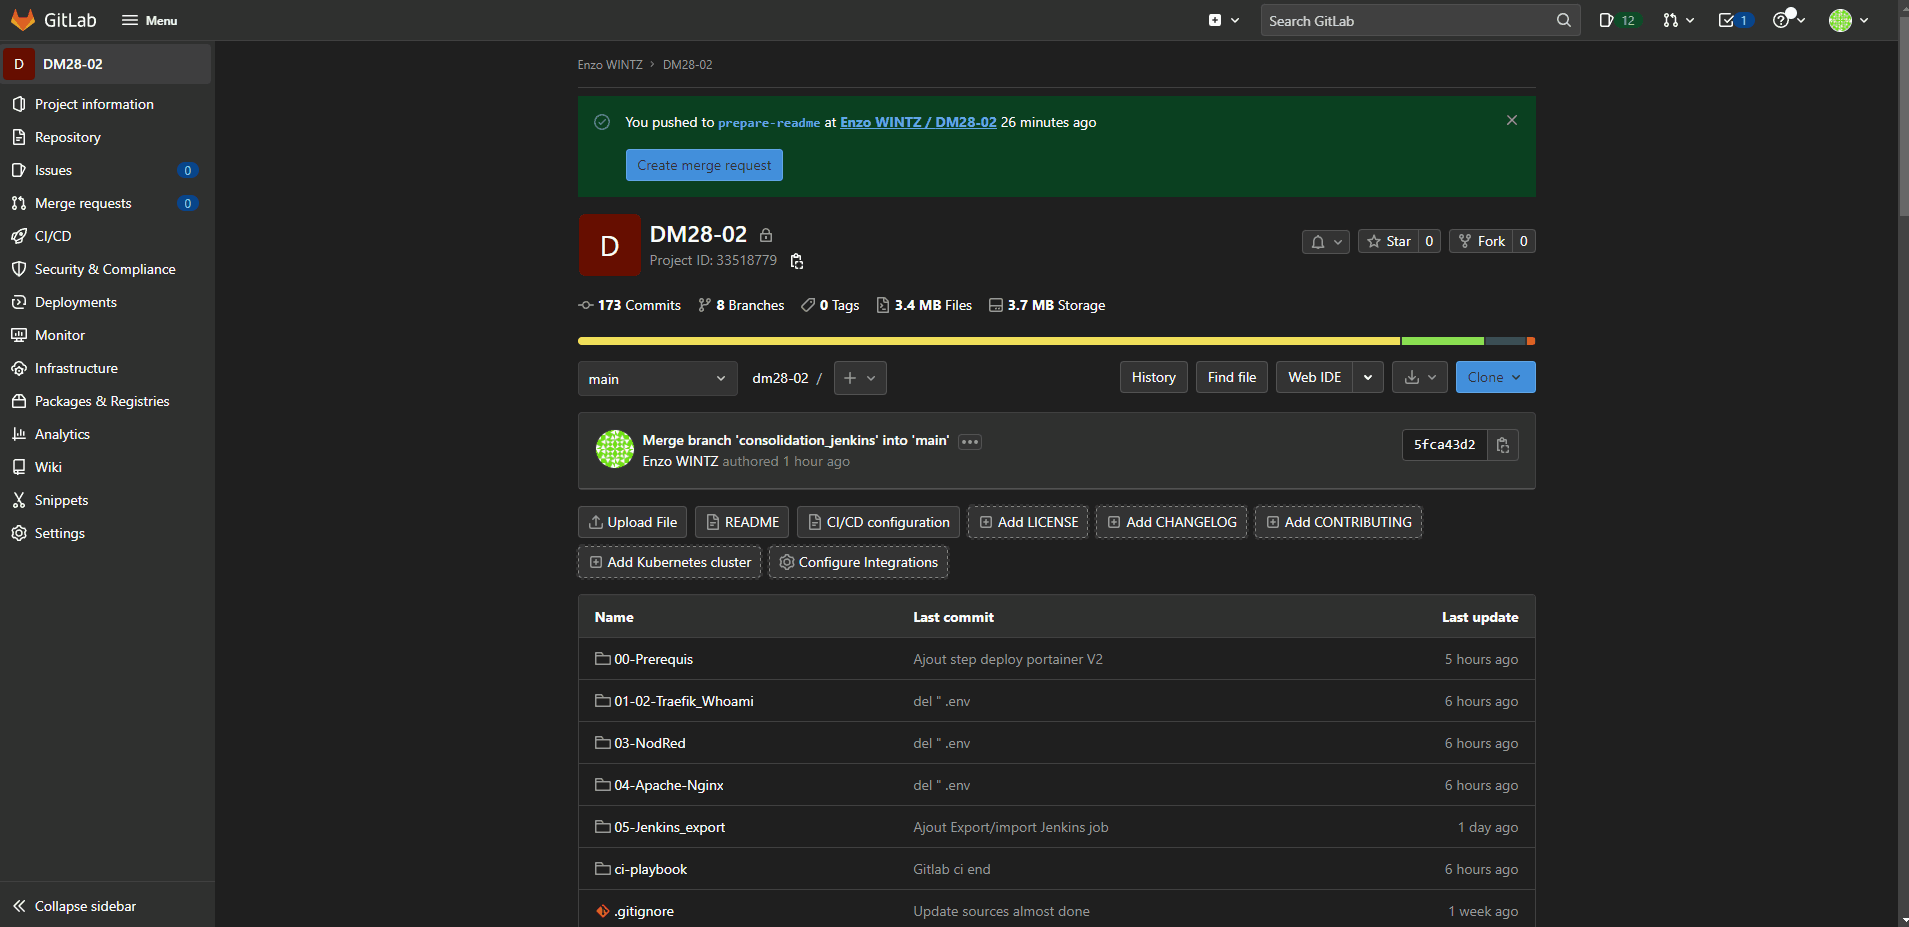 GitLab Menu Search GitLab 12 1
D DM28-02
Project information
Repository
Issues 0
Merge requests 0
CI/CD
Security & Compliance
Deployments
Monitor
Infrastructure
Packages & Registries
Analytics
Wiki
Snippets
Settings
Collapse sidebar
Enzo WINTZ › DM28-02
You pushed to prepare-readme at Enzo WINTZ / DM28-02 26 minutes ago
Create merge request
D
DM28-02
Project ID: 33518779
Star 0 Fork 0
173 Commits 8 Branches 0 Tags 3.4 MB Files 3.7 MB Storage
main dm28-02 / + History Find file Web IDE Clone
Merge branch 'consolidation_jenkins' into 'main' •••
Enzo WINTZ authored 1 hour ago
5fca43d2
Upload File README CI/CD configuration Add LICENSE Add CHANGELOG Add CONTRIBUTING
Add Kubernetes cluster Configure Integrations
Name Last commit Last update
00-Prerequis Ajout step deploy portainer V2 5 hours ago
01-02-Traefik_Whoami del " .env 6 hours ago
03-NodRed del " .env 6 hours ago
04-Apache-Nginx del " .env 6 hours ago
05-Jenkins_export Ajout Export/import Jenkins job 1 day ago
ci-playbook Gitlab ci end 6 hours ago
.gitignore Update sources almost done 1 week ago